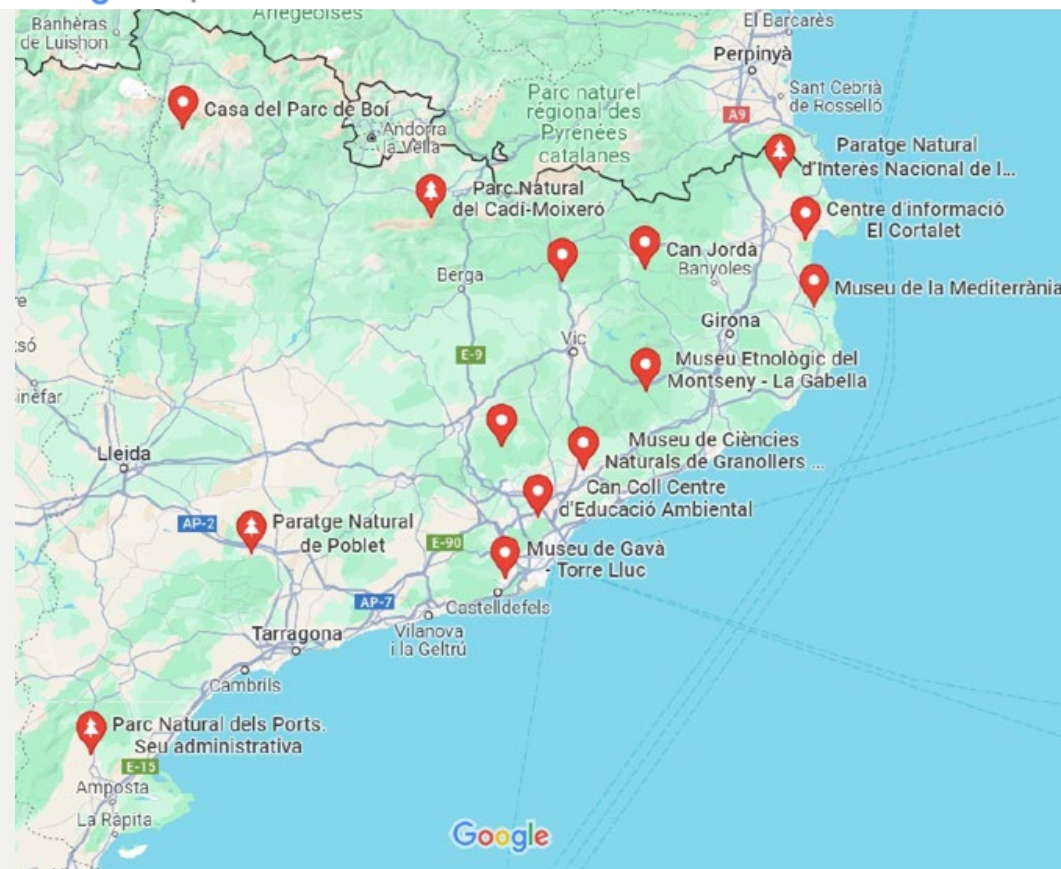 Banhèras
de Luishon
Ariégeoises
El Barcarès
Perpinyà
Parc naturel
régional des
Pyrénées
catalanes
Sant Cebrià
de Rosselló
A9
Casa del Parc de Boí
Andorra
la Vella
Paratge Natural
d'Interès Nacional de l...
Parc Natural
del Cadí-Moixeró
Centre d'informació
El Cortalet
Can Jordà
Banyoles
Berga
Museu de la Mediterrània
Girona
Vic
E-9
Museu Etnològic del
Montseny - La Gabella
Lleida
Museu de Ciències
Naturals de Granollers ...
Can Coll Centre
d'Educació Ambiental
AP-2
Paratge Natural
de Poblet
E-90
Museu de Gavà
- Torre Lluc
AP-7
Castelldefels
Vilanova
i la Geltrú
Tarragona
Cambrils
Parc Natural dels Ports.
Seu administrativa
E-15
Amposta
La Ràpita
Google